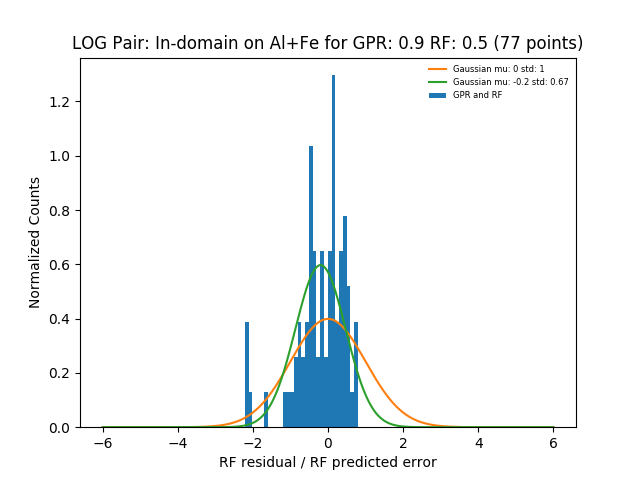 LOG Pair: In-domain on Al+Fe for GPR: 0.9 RF: 0.5 (77 points)
Gaussian mu: 0 std: 1
Gaussian mu: -0.2 std: 0.67
GPR and RF
Normalized Counts
1.2
1.0
0.8
0.6
0.4
0.2
0.0
−6 −4 −2 0 2 4 6
RF residual / RF predicted error